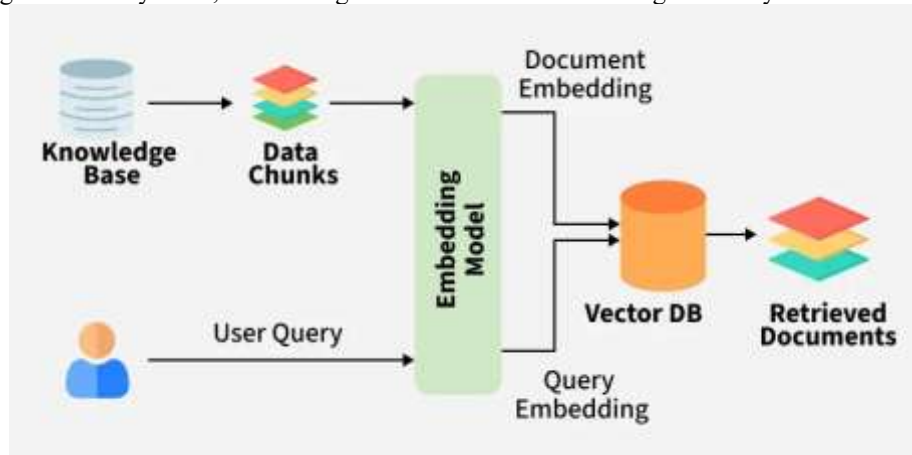 Document
Embedding
Knowledge
Base
Data
Chunks
Embedding
Model
User Query
Vector DB
Retrieved
Documents
Query
Embedding